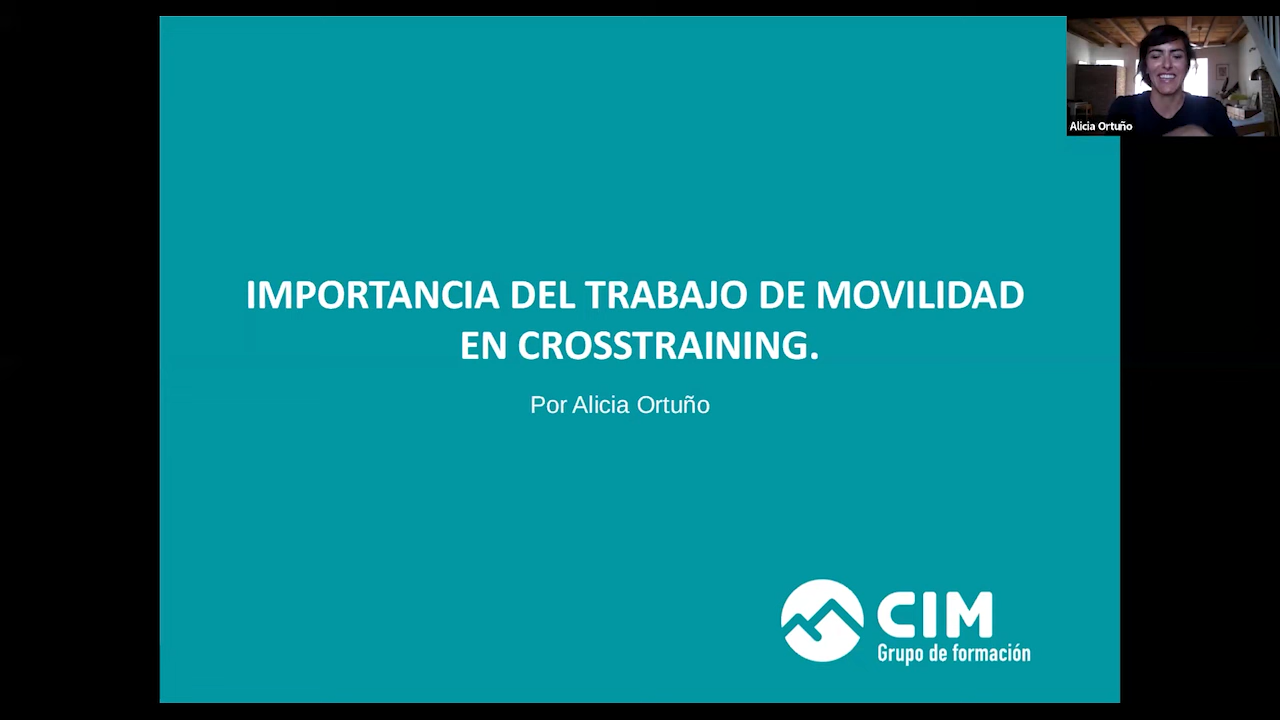 Alicia Ortuño
IMPORTANCIA DEL TRABAJO DE MOVILIDAD
EN CROSSTRAINING.
Por Alicia Ortuño
CIM
Grupo de formación